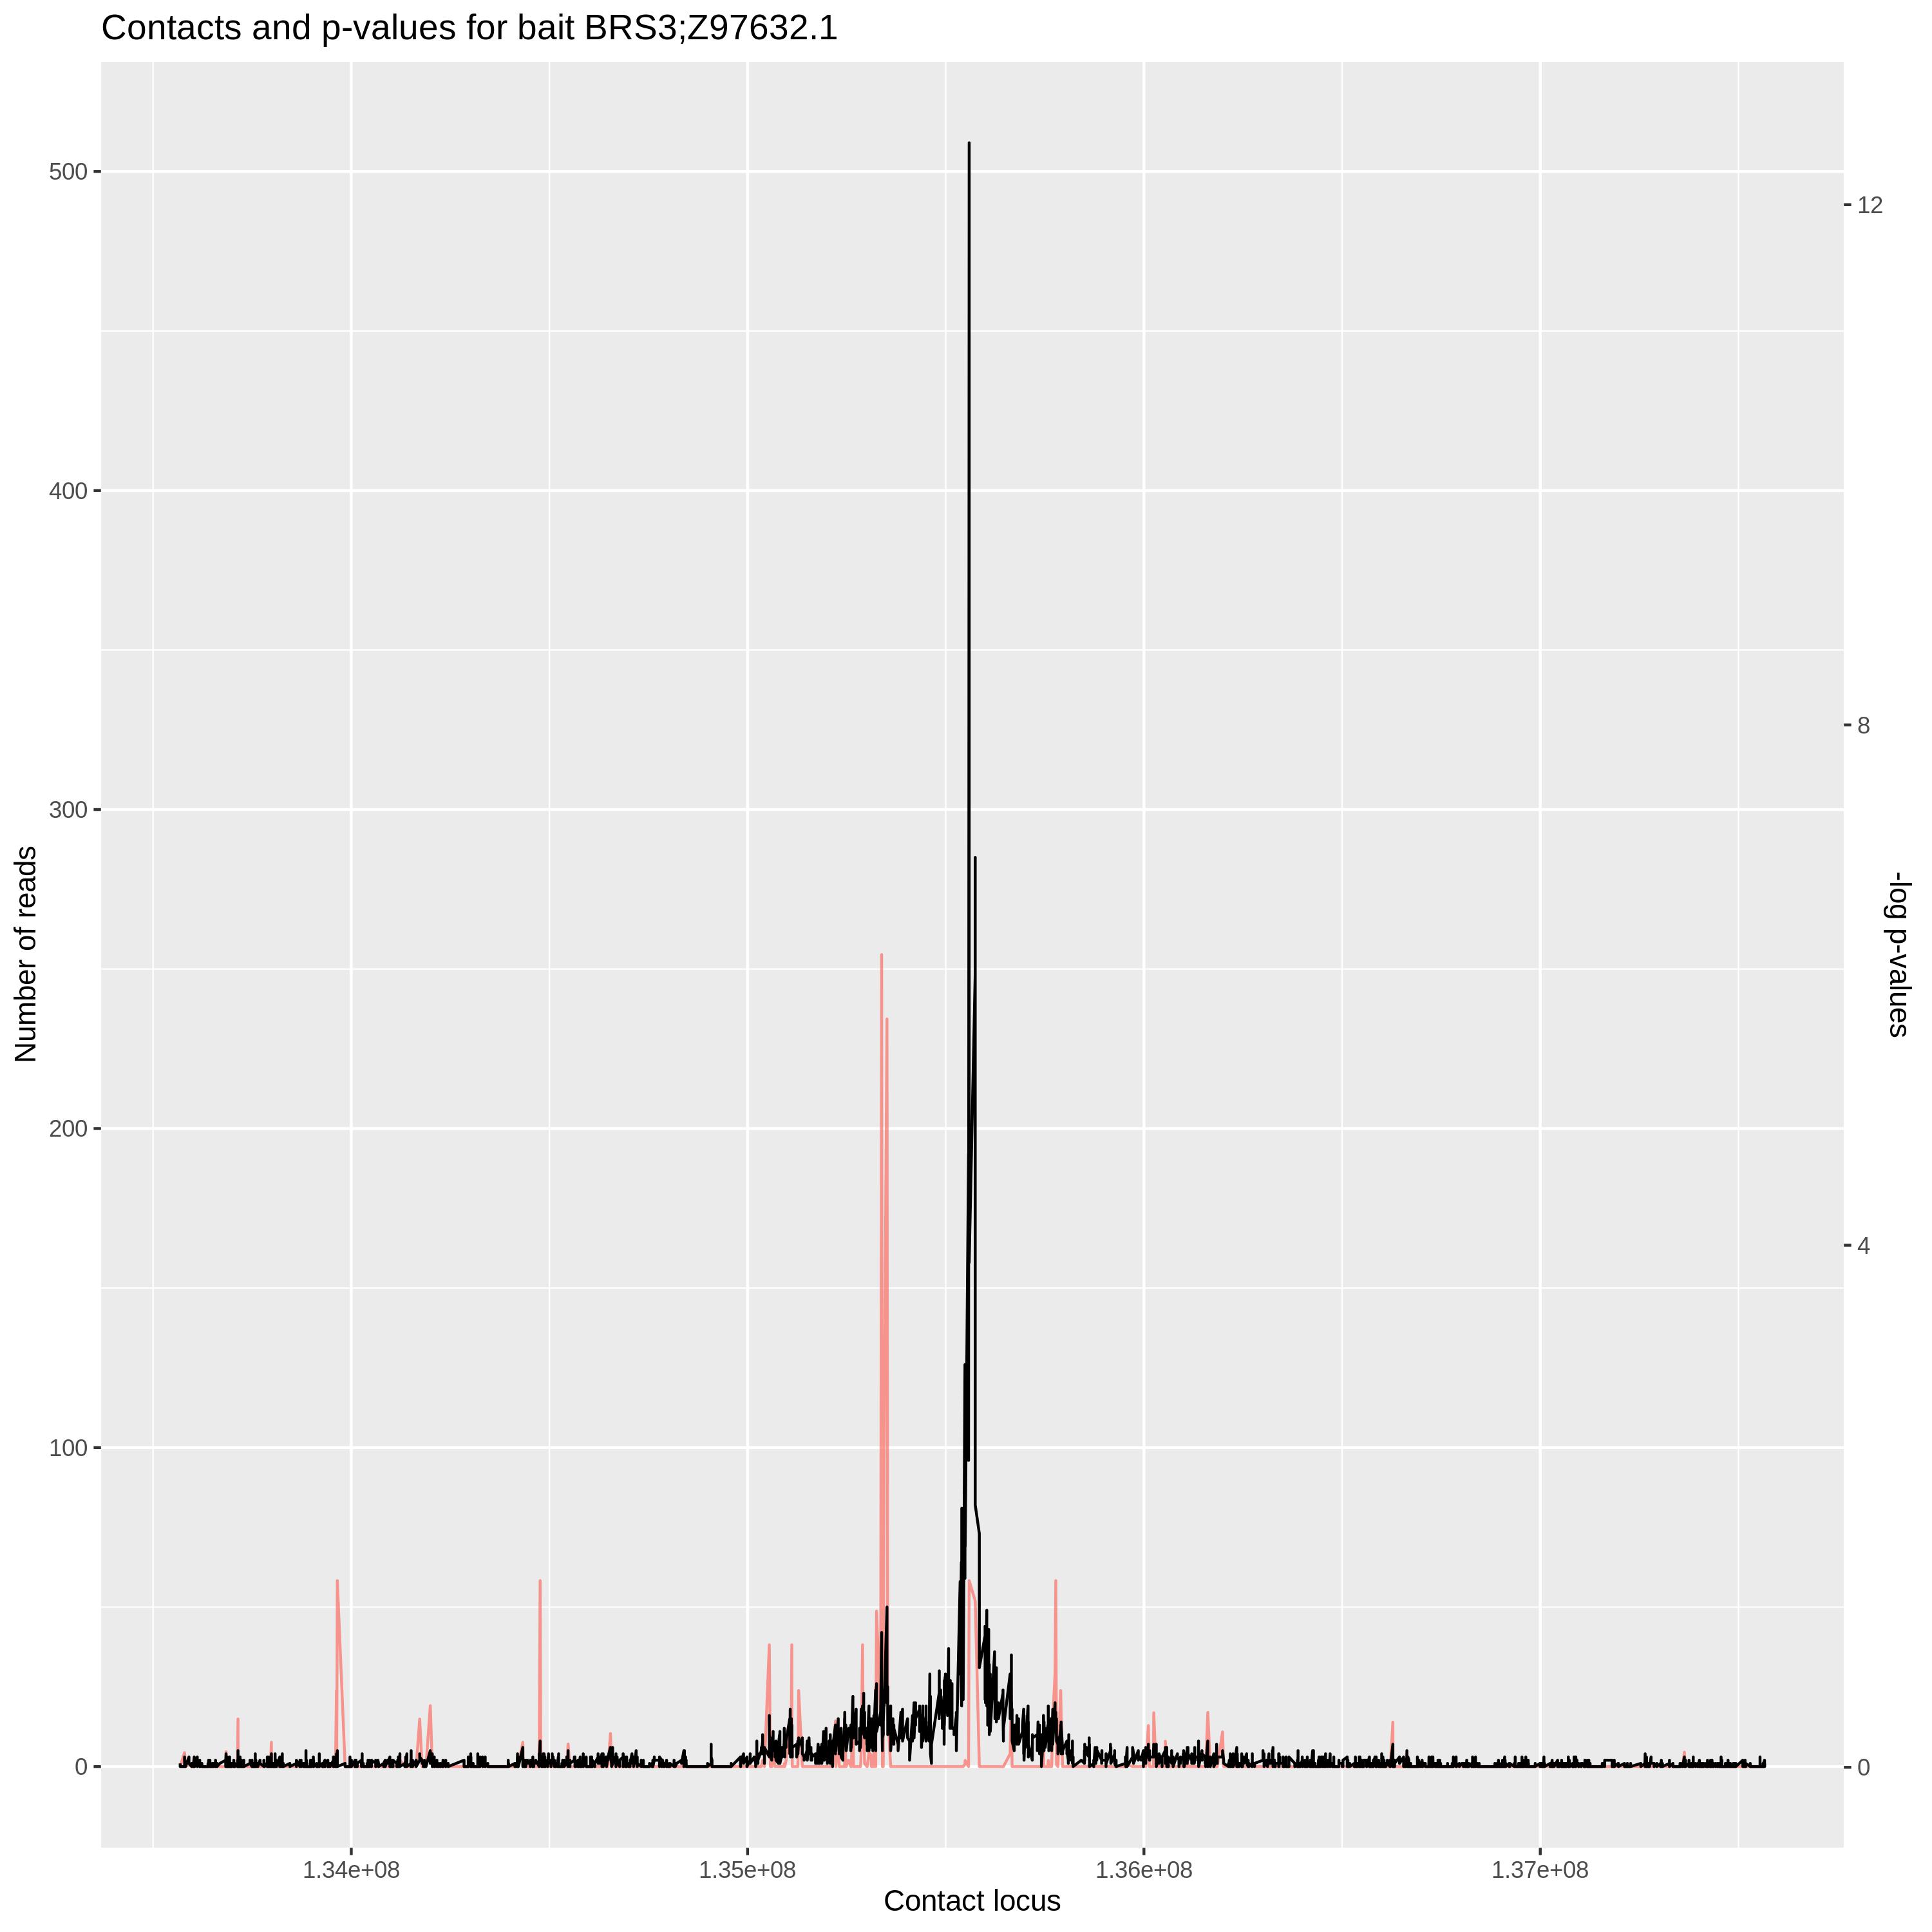 Contacts and p-values for bait BRS3;Z97632.1
500
400
300
200
100
0
Number of reads
12
8
4
0
-log p-values
1.34e+08
1.35e+08
1.36e+08
1.37e+08
Contact locus